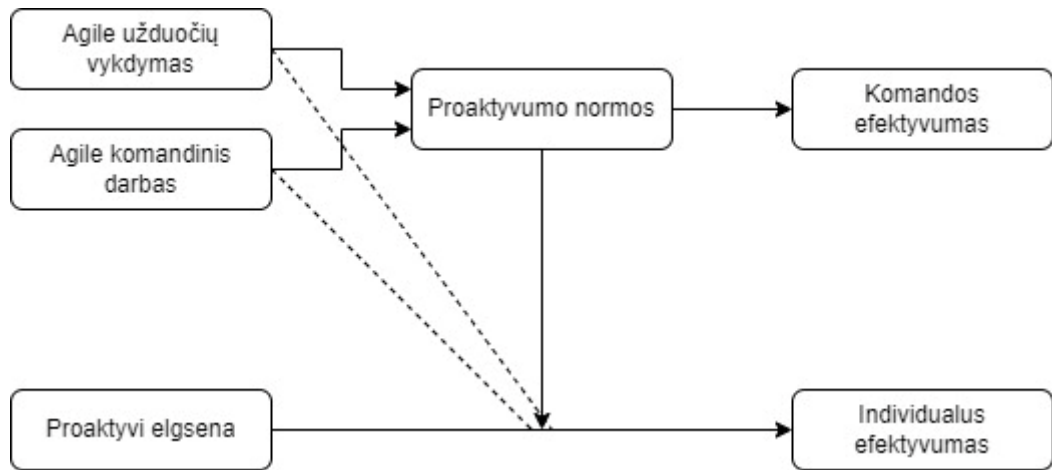 Agile užduočių
vykdymas
Proaktyvumo normos
Komandos
efektyvumas
Agile komandinis
darbas
Proaktyvi elgsena
Individualus
efektyvumas